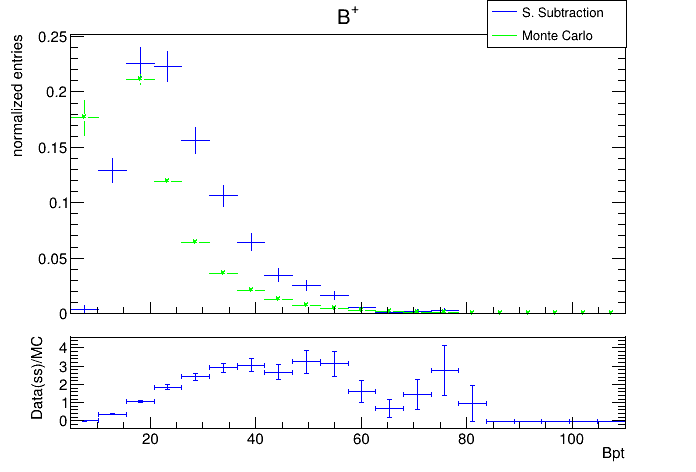 B+
S. Subtraction
Monte Carlo
normalized entries
0.25
0.2
0.15
0.1
0.05
0
Data(ss)/MC
4
3
2
1
0
20 40 60 80 100
Bpt